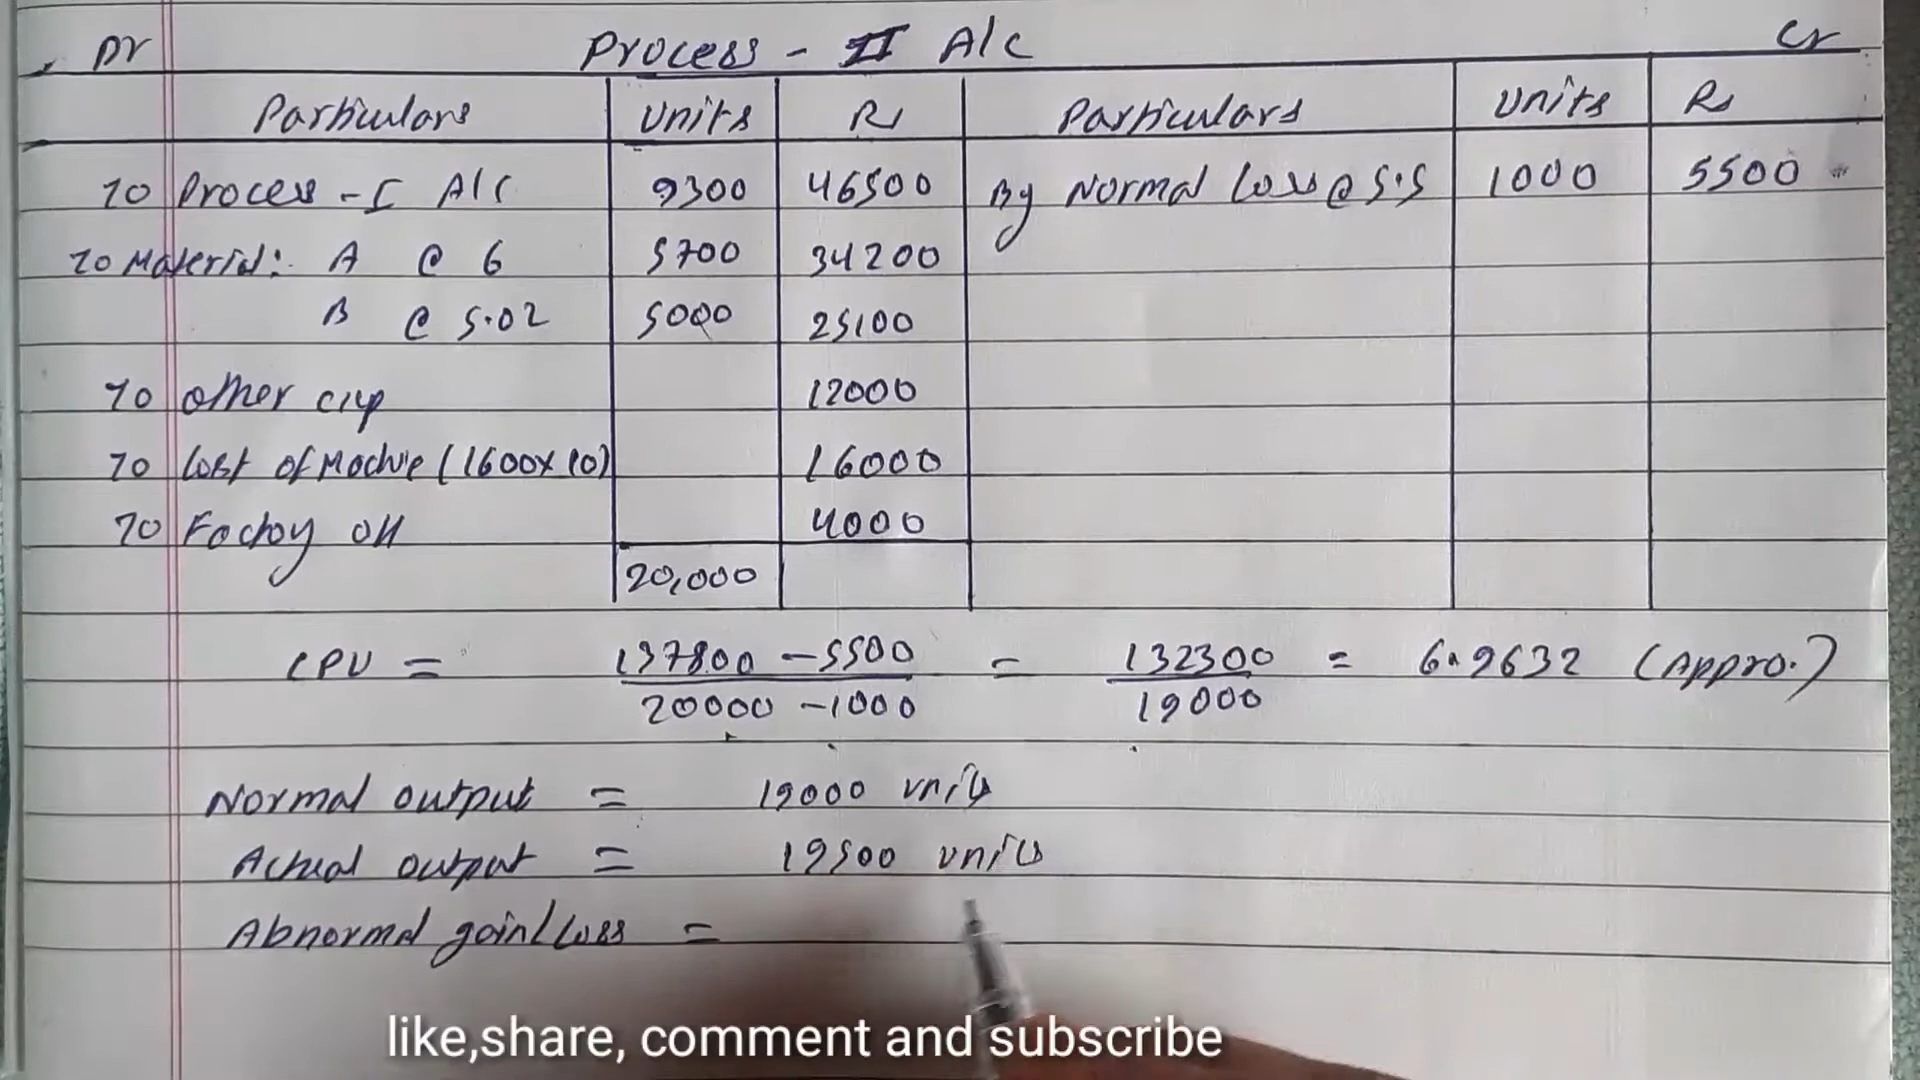 Dr Process - II A/c Cr
Particulars Units Rs Particulars Units Rs
To Process - I A/c 9300 46500 By Normal Loss @ 5.5 1000 5500
To Material: A @ 6 5700 34200
B @ 5.02 5000 25100
To other exp 12000
To Cost of Machie (1600x10) 16000
To Factoy OH 4000
20,000
CPU = 137800 - 5500 = 132300 = 6.9632 (Appro.)
20000 - 1000 19000
Normal output = 19000 units
Actual output = 19500 units
Abnormal gain/Loss =
like,share, comment and subscribe